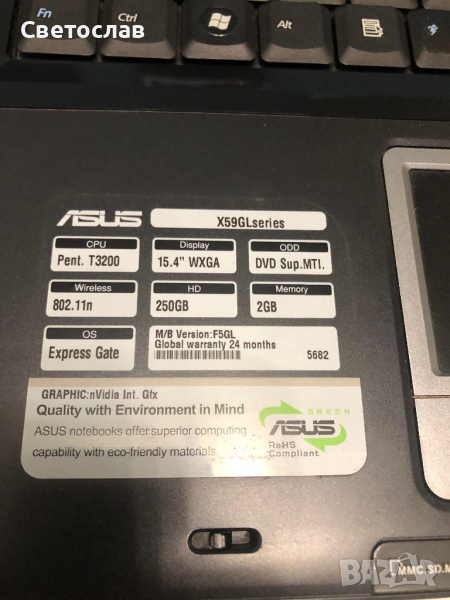 Светослав
Fn
Ctrl
Alt
ASUS
X59GLseries
CPU
Display
ODD
Pent. T3200
15.4" WXGA
DVD Sup.MTI.
Wireless
HD
Memory
802.11n
250GB
2GB
OS
M/B Version:F5GL
Global warranty 24 months
Express Gate
5682
GRAPHIC:nVidia Int. Gfx
Quality with Environment in Mind
ASUS notebooks offer superior computing
capability with eco-friendly materials
GREEN
ASUS
RoHS
Compliant
MMC.SD.M
BAZAR